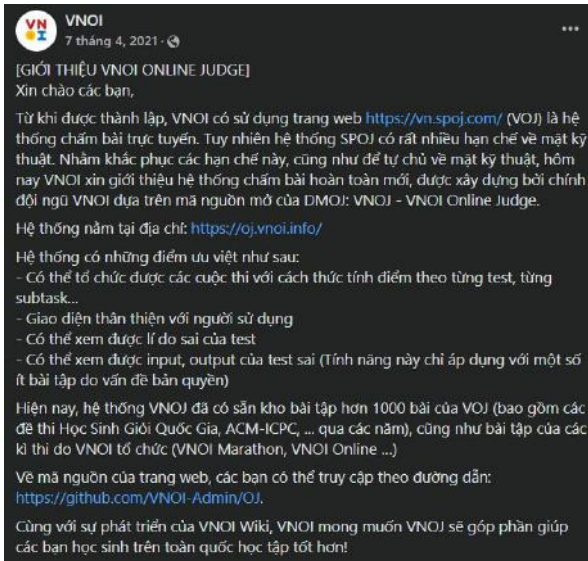 VN
OI
VNOI
7 tháng 4, 2021 ·
[GIỚI THIỆU VNOI ONLINE JUDGE]
Xin chào các bạn,
Từ khi được thành lập, VNOI có sử dụng trang web https://vn.spoj.com/ (VOJ) là hệ
thống chấm bài trực tuyến. Tuy nhiên hệ thống SPOJ có rất nhiều hạn chế về mặt kỹ
thuật. Nhằm khắc phục các hạn chế này, cũng như để tự chủ về mặt kỹ thuật, hôm
nay VNOI xin giới thiệu hệ thống chấm bài hoàn toàn mới, được xây dựng bởi chính
đội ngũ VNOI dựa trên mã nguồn mở của DMOJ: VNOJ - VNOI Online Judge.
Hệ thống nằm tại địa chỉ: https://oj.vnoi.info/
Hệ thống có những điểm ưu việt như sau:
- Có thể tổ chức được các cuộc thi với cách thức tính điểm theo từng test, từng
subtask...
- Giao diện thân thiện với người sử dụng
- Có thể xem được lí do sai của test
- Có thể xem được input, output của test sai (Tính năng này chỉ áp dụng với một số
ít bài tập do vấn đề bản quyền)
Hiện nay, hệ thống VNOJ đã có sẵn kho bài tập hơn 1000 bài của VOJ (bao gồm các
đề thi Học Sinh Giỏi Quốc Gia, ACM-ICPC, ... qua các năm), cũng như bài tập của các
kì thi do VNOI tổ chức (VNOI Marathon, VNOI Online ...)
Về mã nguồn của trang web, các bạn có thể truy cập theo đường dẫn:
https://github.com/VNOI-Admin/OJ.
Cùng với sự phát triển của VNOI Wiki, VNOI mong muốn VNOJ sẽ góp phần giúp
các bạn học sinh trên toàn quốc học tập tốt hơn!